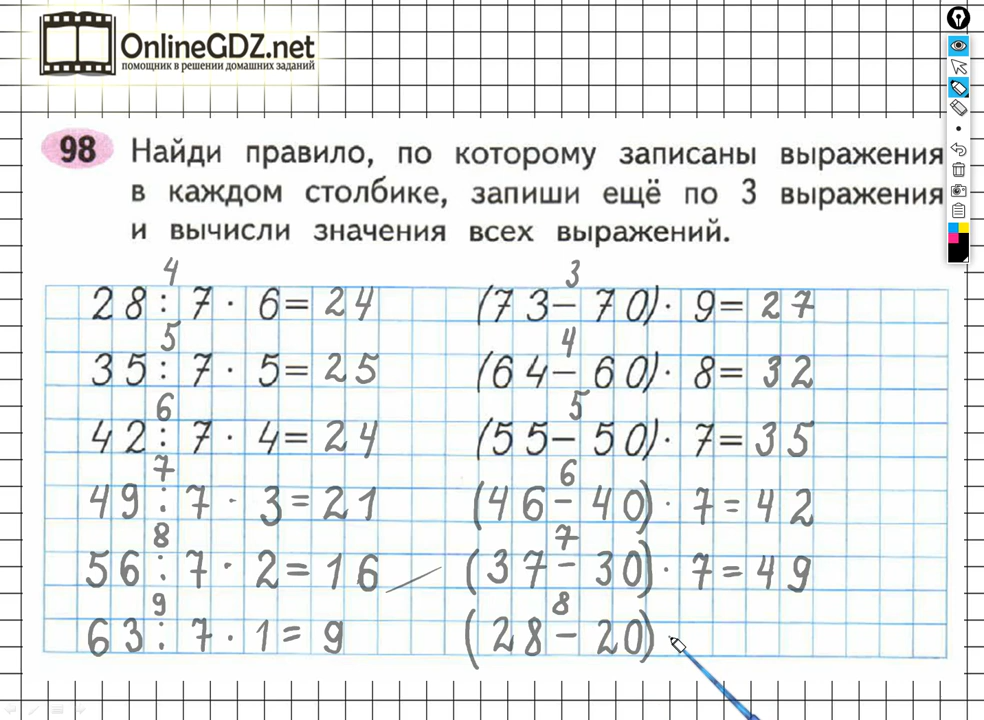 OnlineGDZ.net
помощник в решении домашних заданий
98 Найди правило, по которому записаны выражения
в каждом столбике, запиши ещё по 3 выражения
и вычисли значения всех выражений.
4
28 : 7 · 6 = 24
5
35 : 7 · 5 = 25
6
42 : 7 · 4 = 24
7
49 : 7 · 3 = 21
8
56 : 7 · 2 = 16
9
63 : 7 · 1 = 9
3
(73 − 70) · 9 = 27
4
(64 − 60) · 8 = 32
5
(55 − 50) · 7 = 35
6
(46 − 40) · 7 = 42
7
(37 − 30) · 7 = 49
8
(28 − 20)